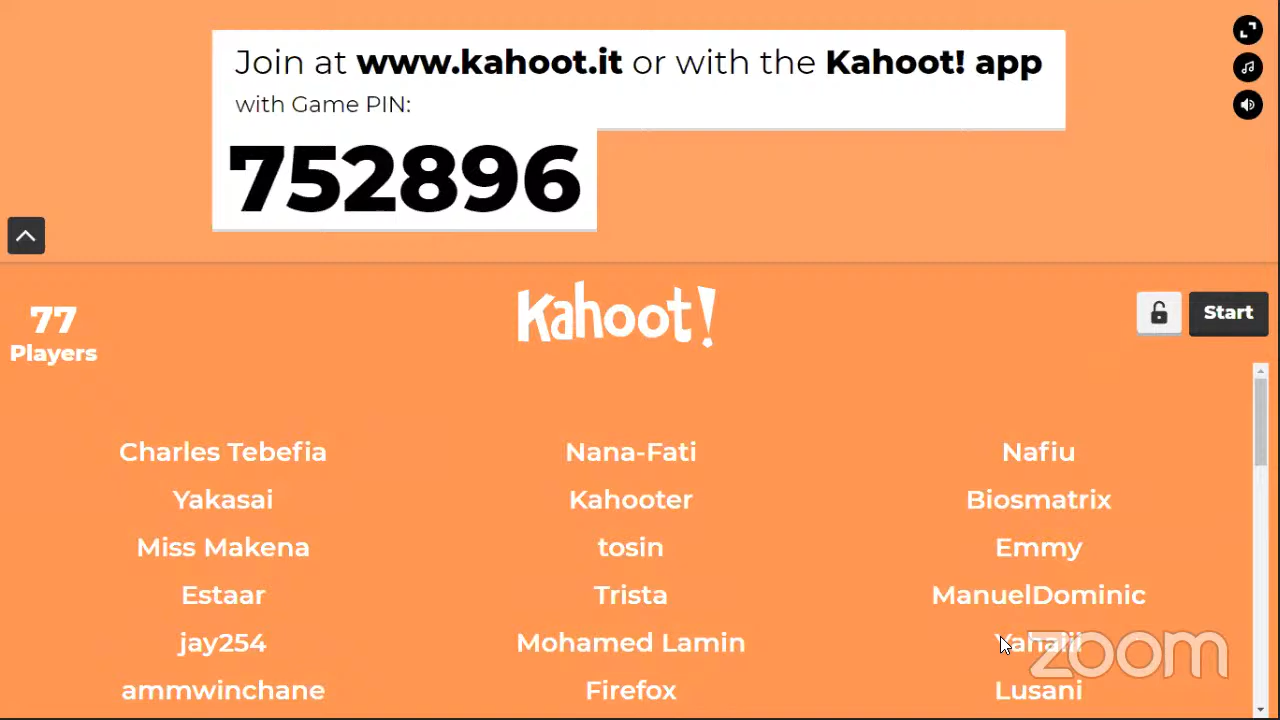 Join at www.kahoot.it or with the Kahoot! app
with Game PIN:
752896
77
Players
Kahoot!
Start
Charles Tebefia Nana-Fati Nafiu
Yakasai Kahooter Biosmatrix
Miss Makena tosin Emmy
Estaar Trista ManuelDominic
jay254 Mohamed Lamin
zoom
ammwinchane Firefox Lusani